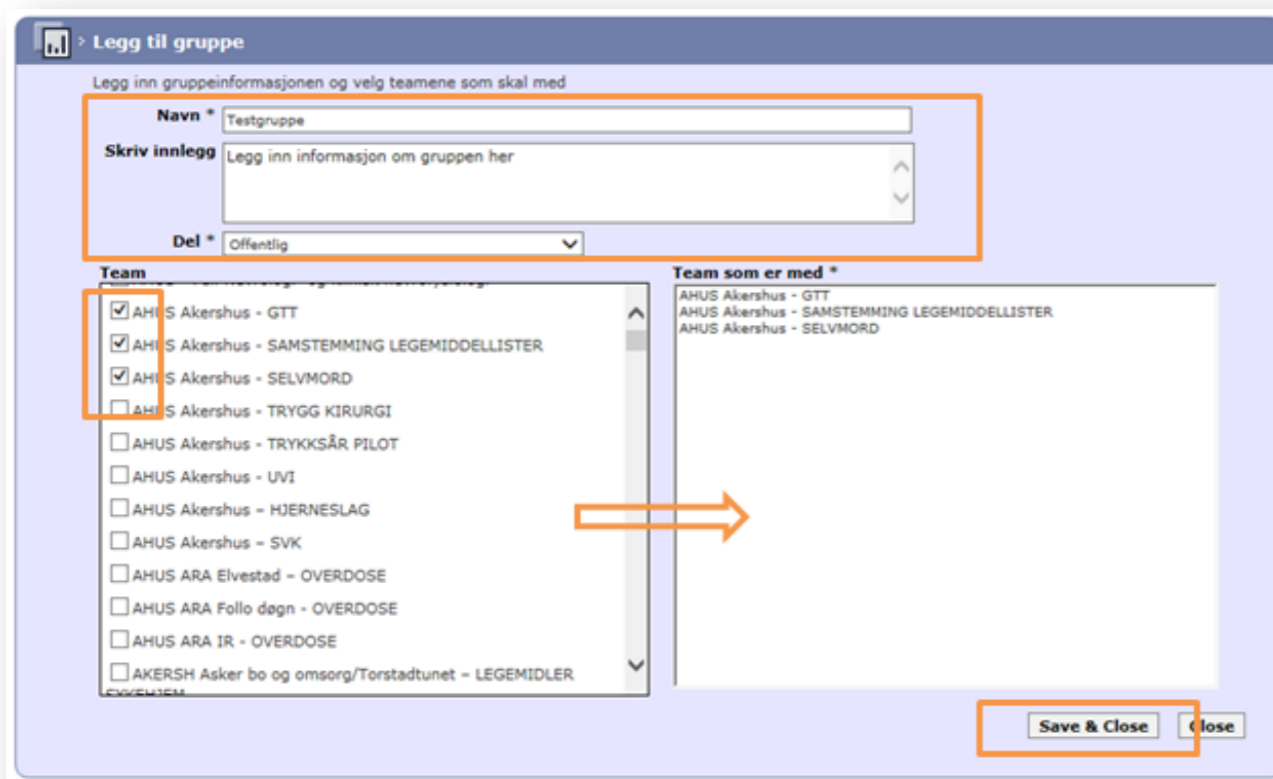 > Legg til gruppe
Legg inn gruppeinformasjonen og velg teamene som skal med
Navn * Testgruppe
Skriv innlegg Legg inn informasjon om gruppen her
Del * Offentlig
Team
AHUS Akershus - GTT
AHUS Akershus - SAMSTEMMING LEGEMIDDELLISTER
AHUS Akershus - SELVMORD
AHUS Akershus - TRYGG KIRURGI
AHUS Akershus - TRYKKSÅR PILOT
AHUS Akershus - UVI
AHUS Akershus – HJERNESLAG
AHUS Akershus – SVK
AHUS ARA Elvestad – OVERDOSE
AHUS ARA Follo døgn - OVERDOSE
AHUS ARA IR - OVERDOSE
AKERSH Asker bo og omsorg/Torstadtunet – LEGEMIDLER
SYKEHJEM
Team som er med *
AHUS Akershus - GTT
AHUS Akershus - SAMSTEMMING LEGEMIDDELLISTER
AHUS Akershus - SELVMORD
Save & Close Close